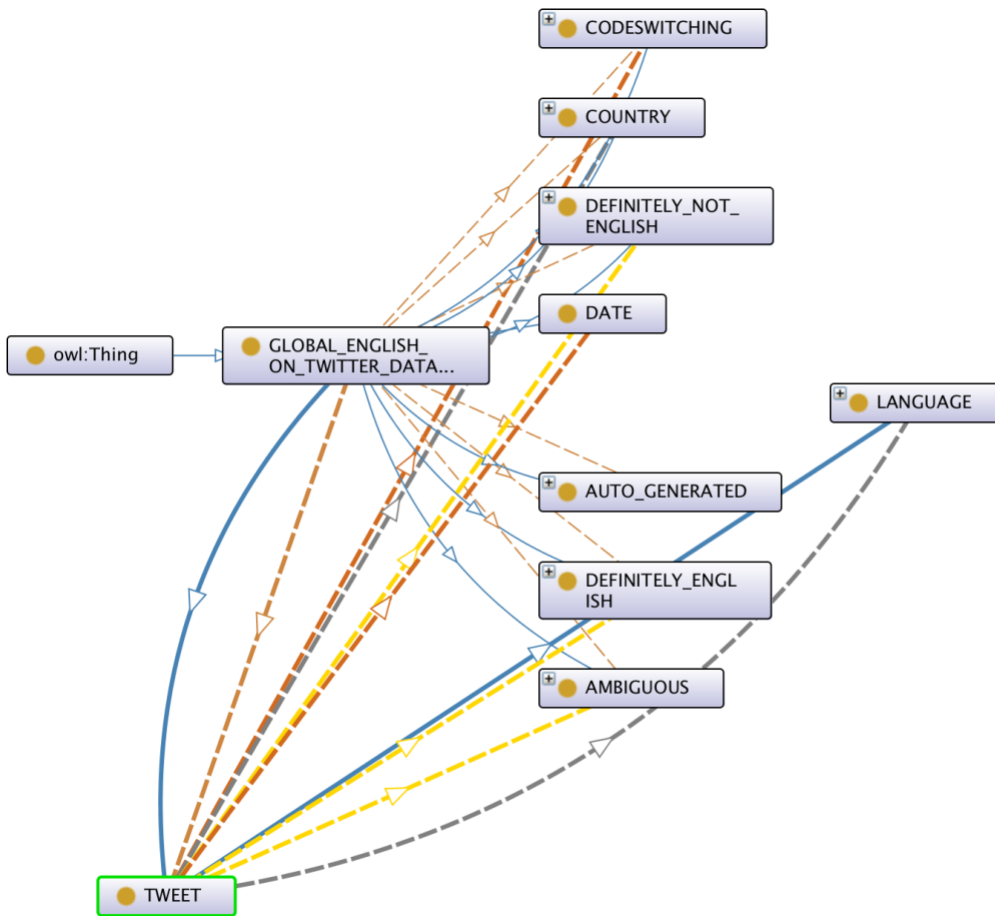 CODESWITCHING
COUNTRY
DEFINITELY_NOT_
ENGLISH
DATE
owl:Thing
GLOBAL_ENGLISH_
ON_TWITTER_DATA...
LANGUAGE
AUTO_GENERATED
DEFINITELY_ENGL
ISH
AMBIGUOUS
TWEET